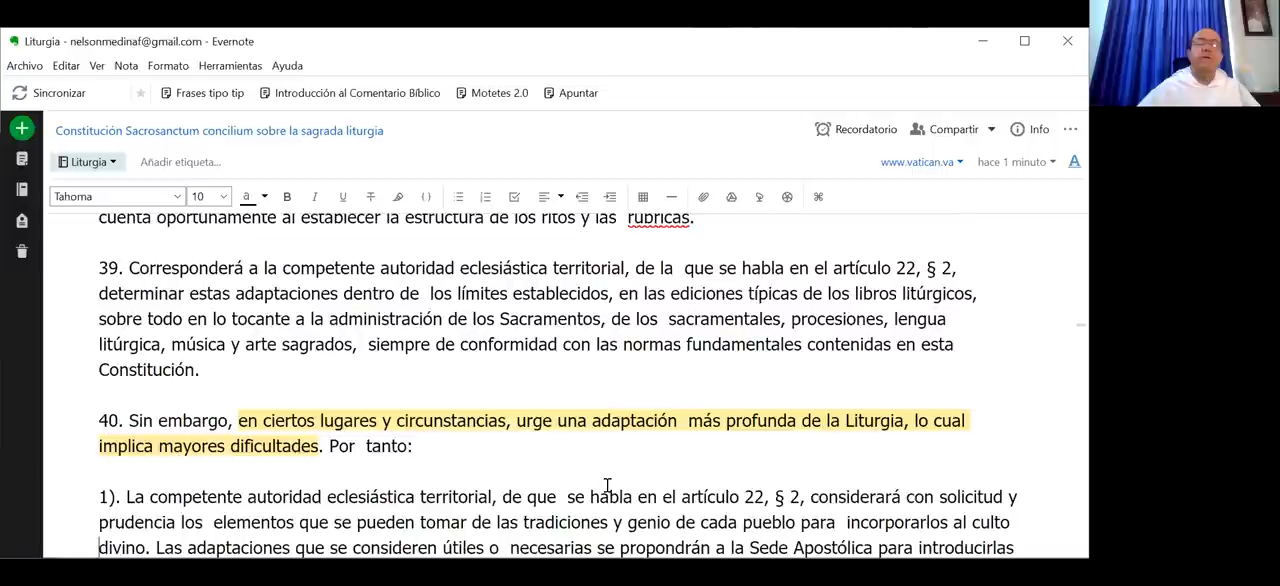 Liturgia - nelsonmedinaf@gmail.com - Evernote
Archivo Editar Ver Nota Formato Herramientas Ayuda
Sincronizar Frases tipo tip Introducción al Comentario Bíblico Motetes 2.0 Apuntar
Constitución Sacrosanctum concilium sobre la sagrada liturgia Recordatorio Compartir Info
Liturgia Añadir etiqueta... www.vatican.va hace 1 minuto
Tahoma 10
cuenta oportunamente al establecer la estructura de los ritos y las rúbricas.
39. Corresponderá a la competente autoridad eclesiástica territorial, de la que se habla en el artículo 22, § 2,
determinar estas adaptaciones dentro de los límites establecidos, en las ediciones típicas de los libros litúrgicos,
sobre todo en lo tocante a la administración de los Sacramentos, de los sacramentales, procesiones, lengua
litúrgica, música y arte sagrados, siempre de conformidad con las normas fundamentales contenidas en esta
Constitución.
40. Sin embargo, en ciertos lugares y circunstancias, urge una adaptación más profunda de la Liturgia, lo cual
implica mayores dificultades. Por tanto:
1). La competente autoridad eclesiástica territorial, de que se habla en el artículo 22, § 2, considerará con solicitud y
prudencia los elementos que se pueden tomar de las tradiciones y genio de cada pueblo para incorporarlos al culto
divino. Las adaptaciones que se consideren útiles o necesarias se propondrán a la Sede Apostólica para introducirlas